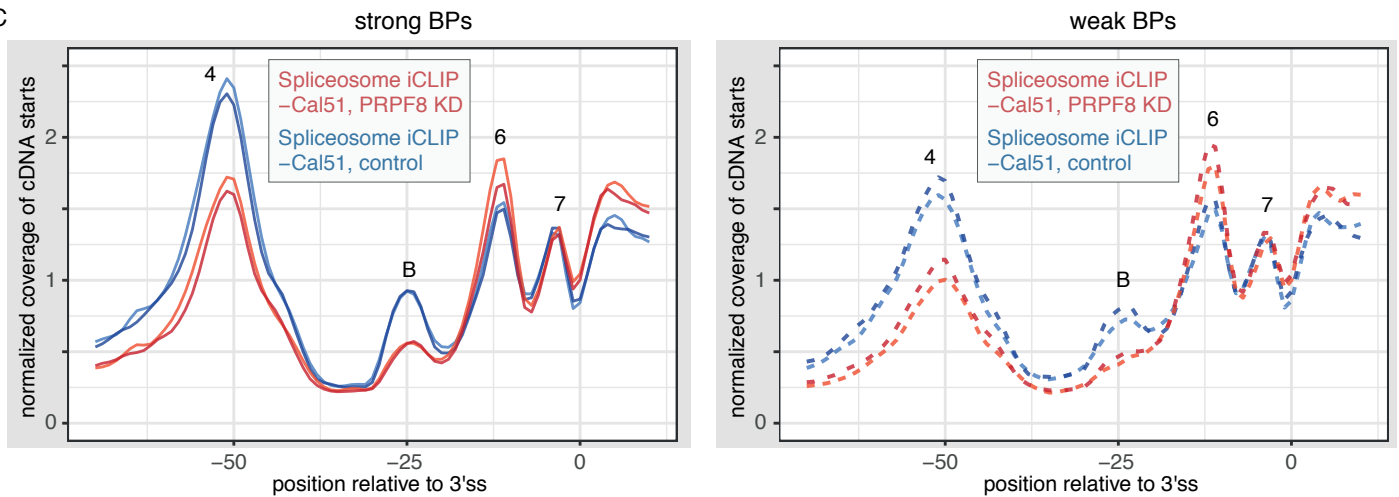 C
strong BPs
normalized coverage of cDNA starts
2
1
0
4
B
6
7
Spliceosome iCLIP
−Cal51, PRPF8 KD
Spliceosome iCLIP
−Cal51, control
−50
−25
0
position relative to 3'ss
weak BPs
normalized coverage of cDNA starts
2
1
0
4
B
6
7
Spliceosome iCLIP
−Cal51, PRPF8 KD
Spliceosome iCLIP
−Cal51, control
−50
−25
0
position relative to 3'ss